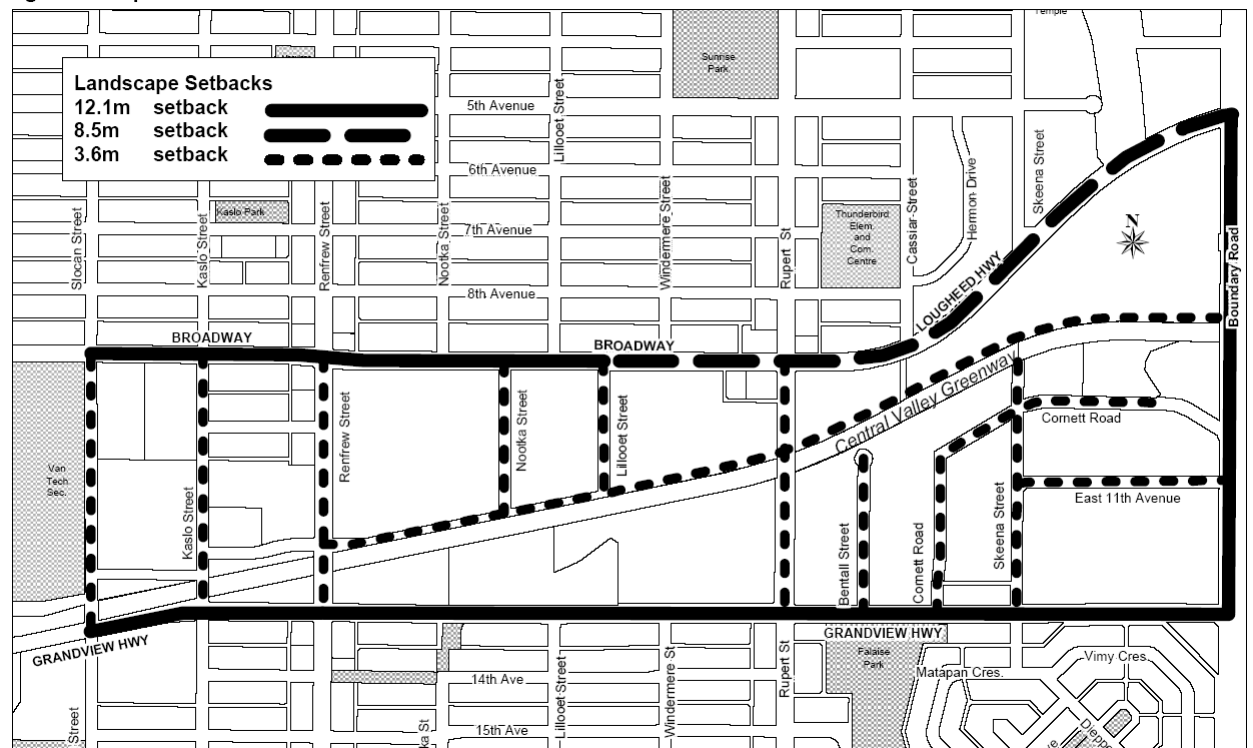 Temple
Sunrise
Park
Landscape Setbacks
12.1m setback
8.5m setback
3.6m setback
5th Avenue
6th Avenue
7th Avenue
8th Avenue
Lillooet Street
Slocan Street
Kaslo Street
Kaslo Park
Renfrew Street
Nootka Street
Windermere Street
Rupert St
Thunderbird
Elem.
and
Com.
Centre
Cassiar Street
Hermon Drive
Skeena Street
N
LOUGHEED HWY
Boundary Road
BROADWAY
BROADWAY
Central Valley Greenway
Van
Tech.
Sec.
Kaslo Street
Renfrew Street
Nootka Street
Lillooet Street
Cornett Road
East 11th Avenue
Bentall Street
Cornett Road
Skeena Street
GRANDVIEW HWY
GRANDVIEW HWY
Falaise
Park
Matapan Cres.
Vimy Cres.
14th Ave
15th Ave
Street
ka St
Lillooet Street
Windermere St
Rupert St
Diepp